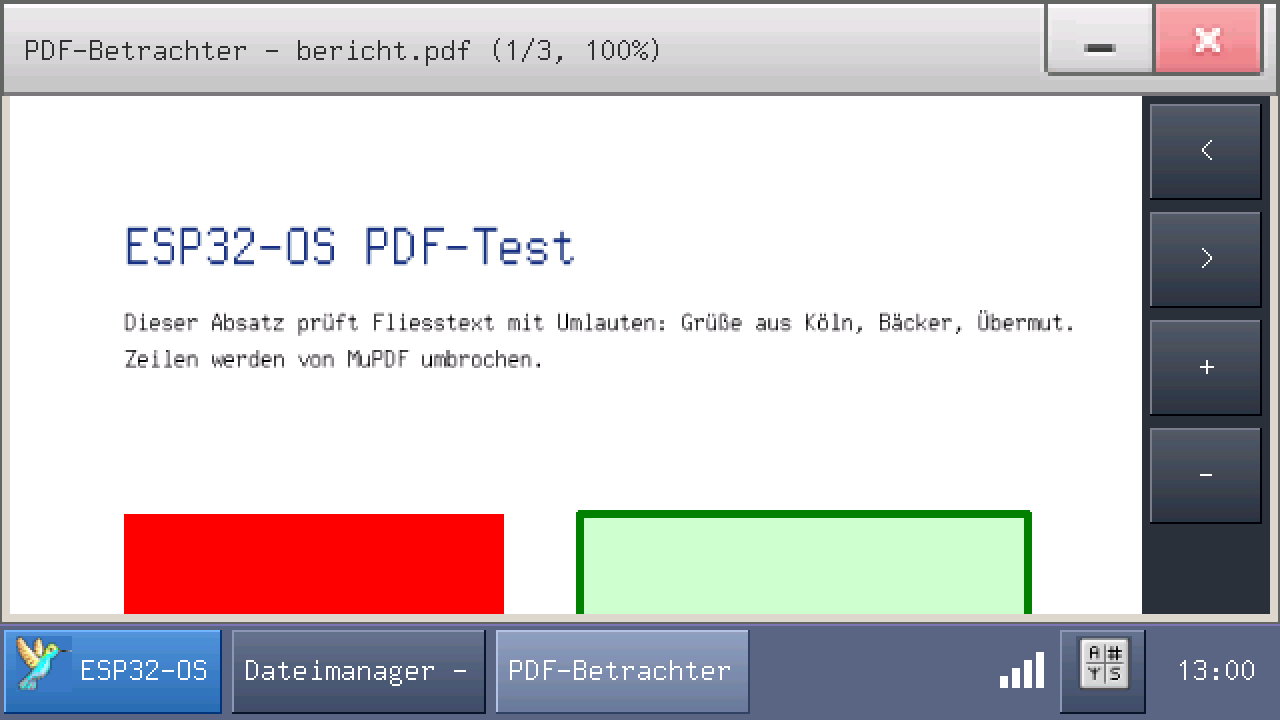 PDF-Betrachter - bericht.pdf (1/3, 100%)
<
ESP32-OS PDF-Test
>
Dieser Absatz prüft Fliesstext mit Umlauten: Grüße aus Köln, Bäcker, Übermut.
Zeilen werden von MuPDF umbrochen.
+
-
ESP32-OS
Dateimanager -
PDF-Betrachter
A #
Ψ S
13:00